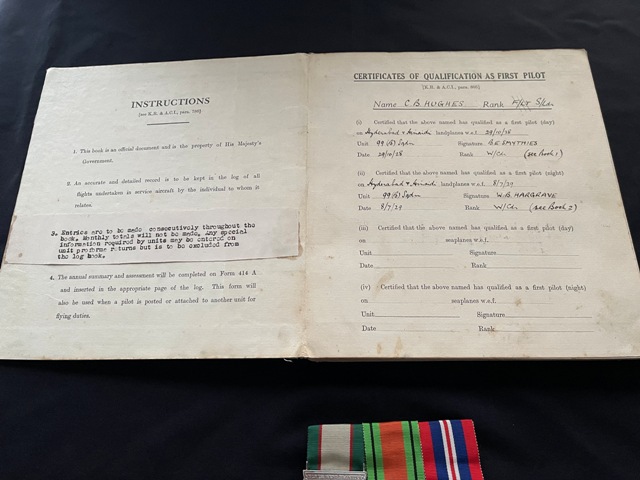 INSTRUCTIONS
1. This book is an official document and is the property of His Majesty's
Government.
2. An accurate and detailed record is to be kept in the log of all
flights undertaken in service aircraft by the individual to whom it
relates.
3. Entries are to be made consecutively throughout the
book. Monthly totals will not be made. Any special
information required by units may be entered on
unit proforma returns but is to be excluded from
the log book.
4. The annual summary and assessment will be completed on Form 414 A
and inserted in the appropriate page of the log. This form will
also be used when a pilot is posted or attached to another unit for
flying duties.
CERTIFICATES OF QUALIFICATION AS FIRST PILOT
Name C B HUGHES. Rank F/LT S/Ldr
(i) Certified that the above named has qualified as a first pilot (day)
on Hyderabad & landplanes w.e.f. 29/10/28
Unit 99 (B) Sqdn Signature
Date 29/10/28 Rank W/Cdr (see Book 1)
(ii) Certified that the above named has qualified as a first pilot (night)
on Hyderabad & landplanes w.e.f. 8/7/29
Unit 99 (B) Sqdn Signature W.B. HARGRAVE
Date 8/7/29 Rank W/Cdr (see Book 2)
(iii) Certified that the above named has qualified as a first pilot (day)
on seaplanes w.e.f.
Unit Signature
Date Rank
(iv) Certified that the above named has qualified as a first pilot (night)
on seaplanes w.e.f.
Unit Signature
Date Rank